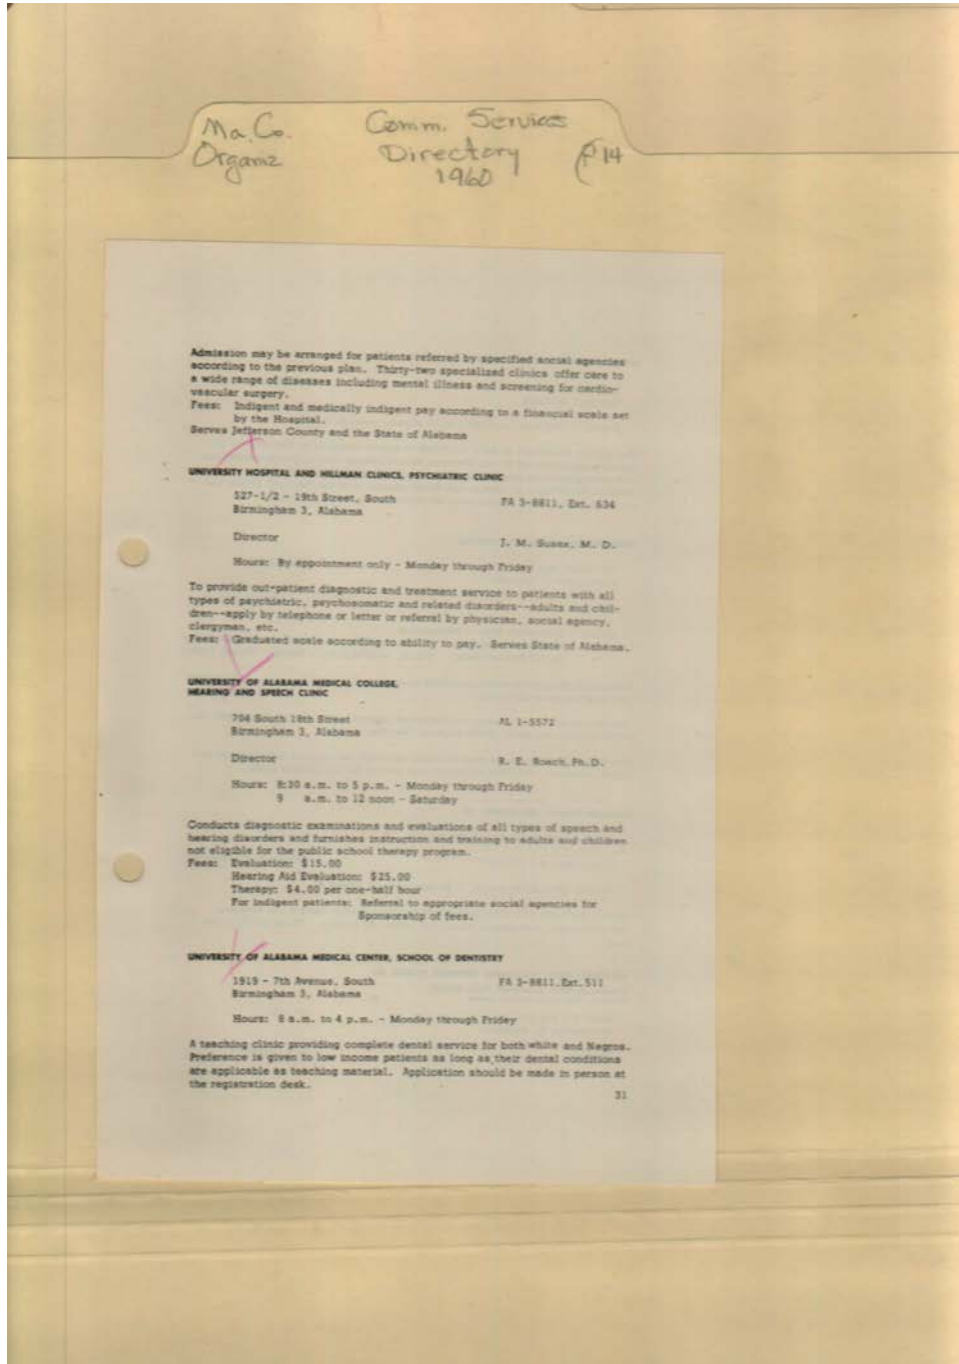 Ma. Co. Comm. Services
Organiz Directory P 14
1960
Admission may be arranged for patients referred by specified social agencies
according to the previous plan. Thirty-two specialized clinics offer care to
a wide range of diseases including mental illness and screening for cardio-
vascular surgery.
Fees: Indigent and medically indigent pay according to a financial scale set
by the Hospital.
Serves Jefferson County and the State of Alabama
UNIVERSITY HOSPITAL AND HILLMAN CLINICS, PSYCHIATRIC CLINIC
527-1/2 - 19th Street, South FA 3-8811, Ext. 634
Birmingham 3, Alabama
Director J. M. M. D.
Hours: By appointment only - Monday through Friday
To provide out-patient diagnostic and treatment service to patients with all
types of psychiatric, psychosomatic and related disorders--adults and chil-
dren--apply by telephone or letter or referral by physician, social agency,
clergyman, etc.
Fees: Graduated scale according to ability to pay. Serves State of Alabama.
UNIVERSITY OF ALABAMA MEDICAL COLLEGE,
HEARING AND SPEECH CLINIC
704 South 18th Street AL 1-5572
Birmingham 3, Alabama
Director R. E. Roach, Ph.D.
Hours: 8:30 a.m. to 5 p.m. - Monday through Friday
9 a.m. to 12 noon - Saturday
Conducts diagnostic examinations and evaluations of all types of speech and
hearing disorders and furnishes instruction and training to adults and children
not eligible for the public school therapy program.
Fees: Evaluation: $15.00
Hearing Aid Evaluation: $25.00
Therapy: $4.00 per one-half hour
For indigent patients: Referral to appropriate social agencies for
Sponsorship of fees.
UNIVERSITY OF ALABAMA MEDICAL CENTER, SCHOOL OF DENTISTRY
1919 - 7th Avenue, South FA 3-8811, Ext. 511
Birmingham 3, Alabama
Hours: 8 a.m. to 4 p.m. - Monday through Friday
A teaching clinic providing complete dental service for both white and Negros.
Preference is given to low income patients as long as their dental conditions
are applicable as teaching material. Application should be made in person at
the registration desk.
31